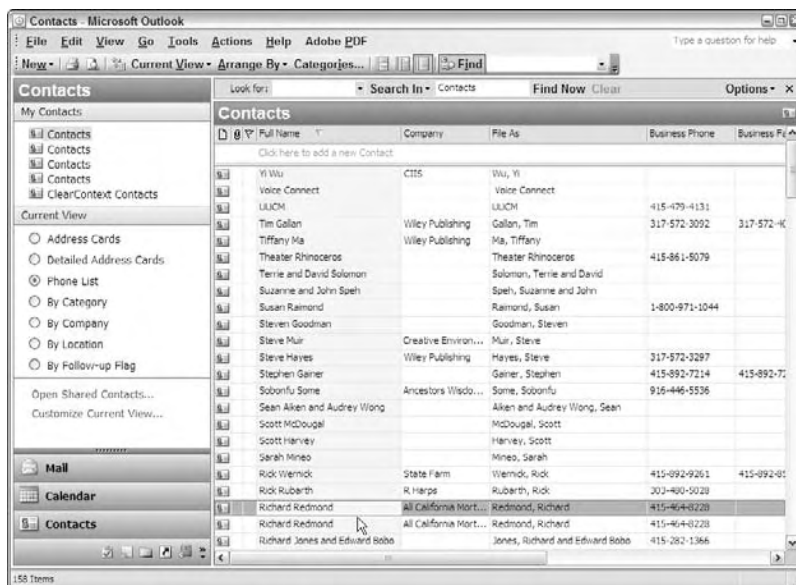 Contacts - Microsoft Outlook
File Edit View Go Tools Actions Help Adobe PDF Type a question for help
New Current View Arrange By Categories... Find
Contacts
Look for: Search In Contacts Find Now Clear Options
My Contacts
Contacts
Contacts
Contacts
Contacts
ClearContext Contacts
Current View
Address Cards
Detailed Address Cards
Phone List
By Category
By Company
By Location
By Follow-up Flag
Open Shared Contacts...
Customize Current View...
Mail
Calendar
Contacts
Contacts
Full Name Company File As Business Phone Business Fa
Click here to add a new Contact
Yi Wu CIIS Wu, Yi
Voice Connect Voice Connect
UUCM UUCM 415-479-4131
Tim Gallan Wiley Publishing Gallan, Tim 317-572-3092 317-572-
Tiffany Ma Wiley Publishing Ma, Tiffany
Theater Rhinoceros Theater Rhinoceros 415-861-5079
Terrie and David Solomon Solomon, Terrie and David
Suzanne and John Speh Speh, Suzanne and John
Susan Raimond Raimond, Susan 1-800-971-1044
Steven Goodman Goodman, Steven
Steve Muir Creative Environ... Muir, Steve
Steve Hayes Wiley Publishing Hayes, Steve 317-572-3297
Stephen Gainer Gainer, Stephen 415-892-7214 415-892-72
Sobonfu Some Ancestors Wisdo... Some, Sobonfu 916-446-5536
Sean Aiken and Audrey Wong Aiken and Audrey Wong, Sean
Scott McDougal McDougal, Scott
Scott Harvey Harvey, Scott
Sarah Mineo Mineo, Sarah
Rick Wernick State Farm Wernick, Rick 415-892-9261 415-892-85
Rick Rubarth R Harps Rubarth, Rick 303-480-5028
Richard Redmond All California Mort... Redmond, Richard 415-464-8228
Richard Redmond All California Mort... Redmond, Richard 415-464-8228
Richard Jones and Edward Bobo Jones, Richard and Edward Bobo 415-282-1366
158 Items